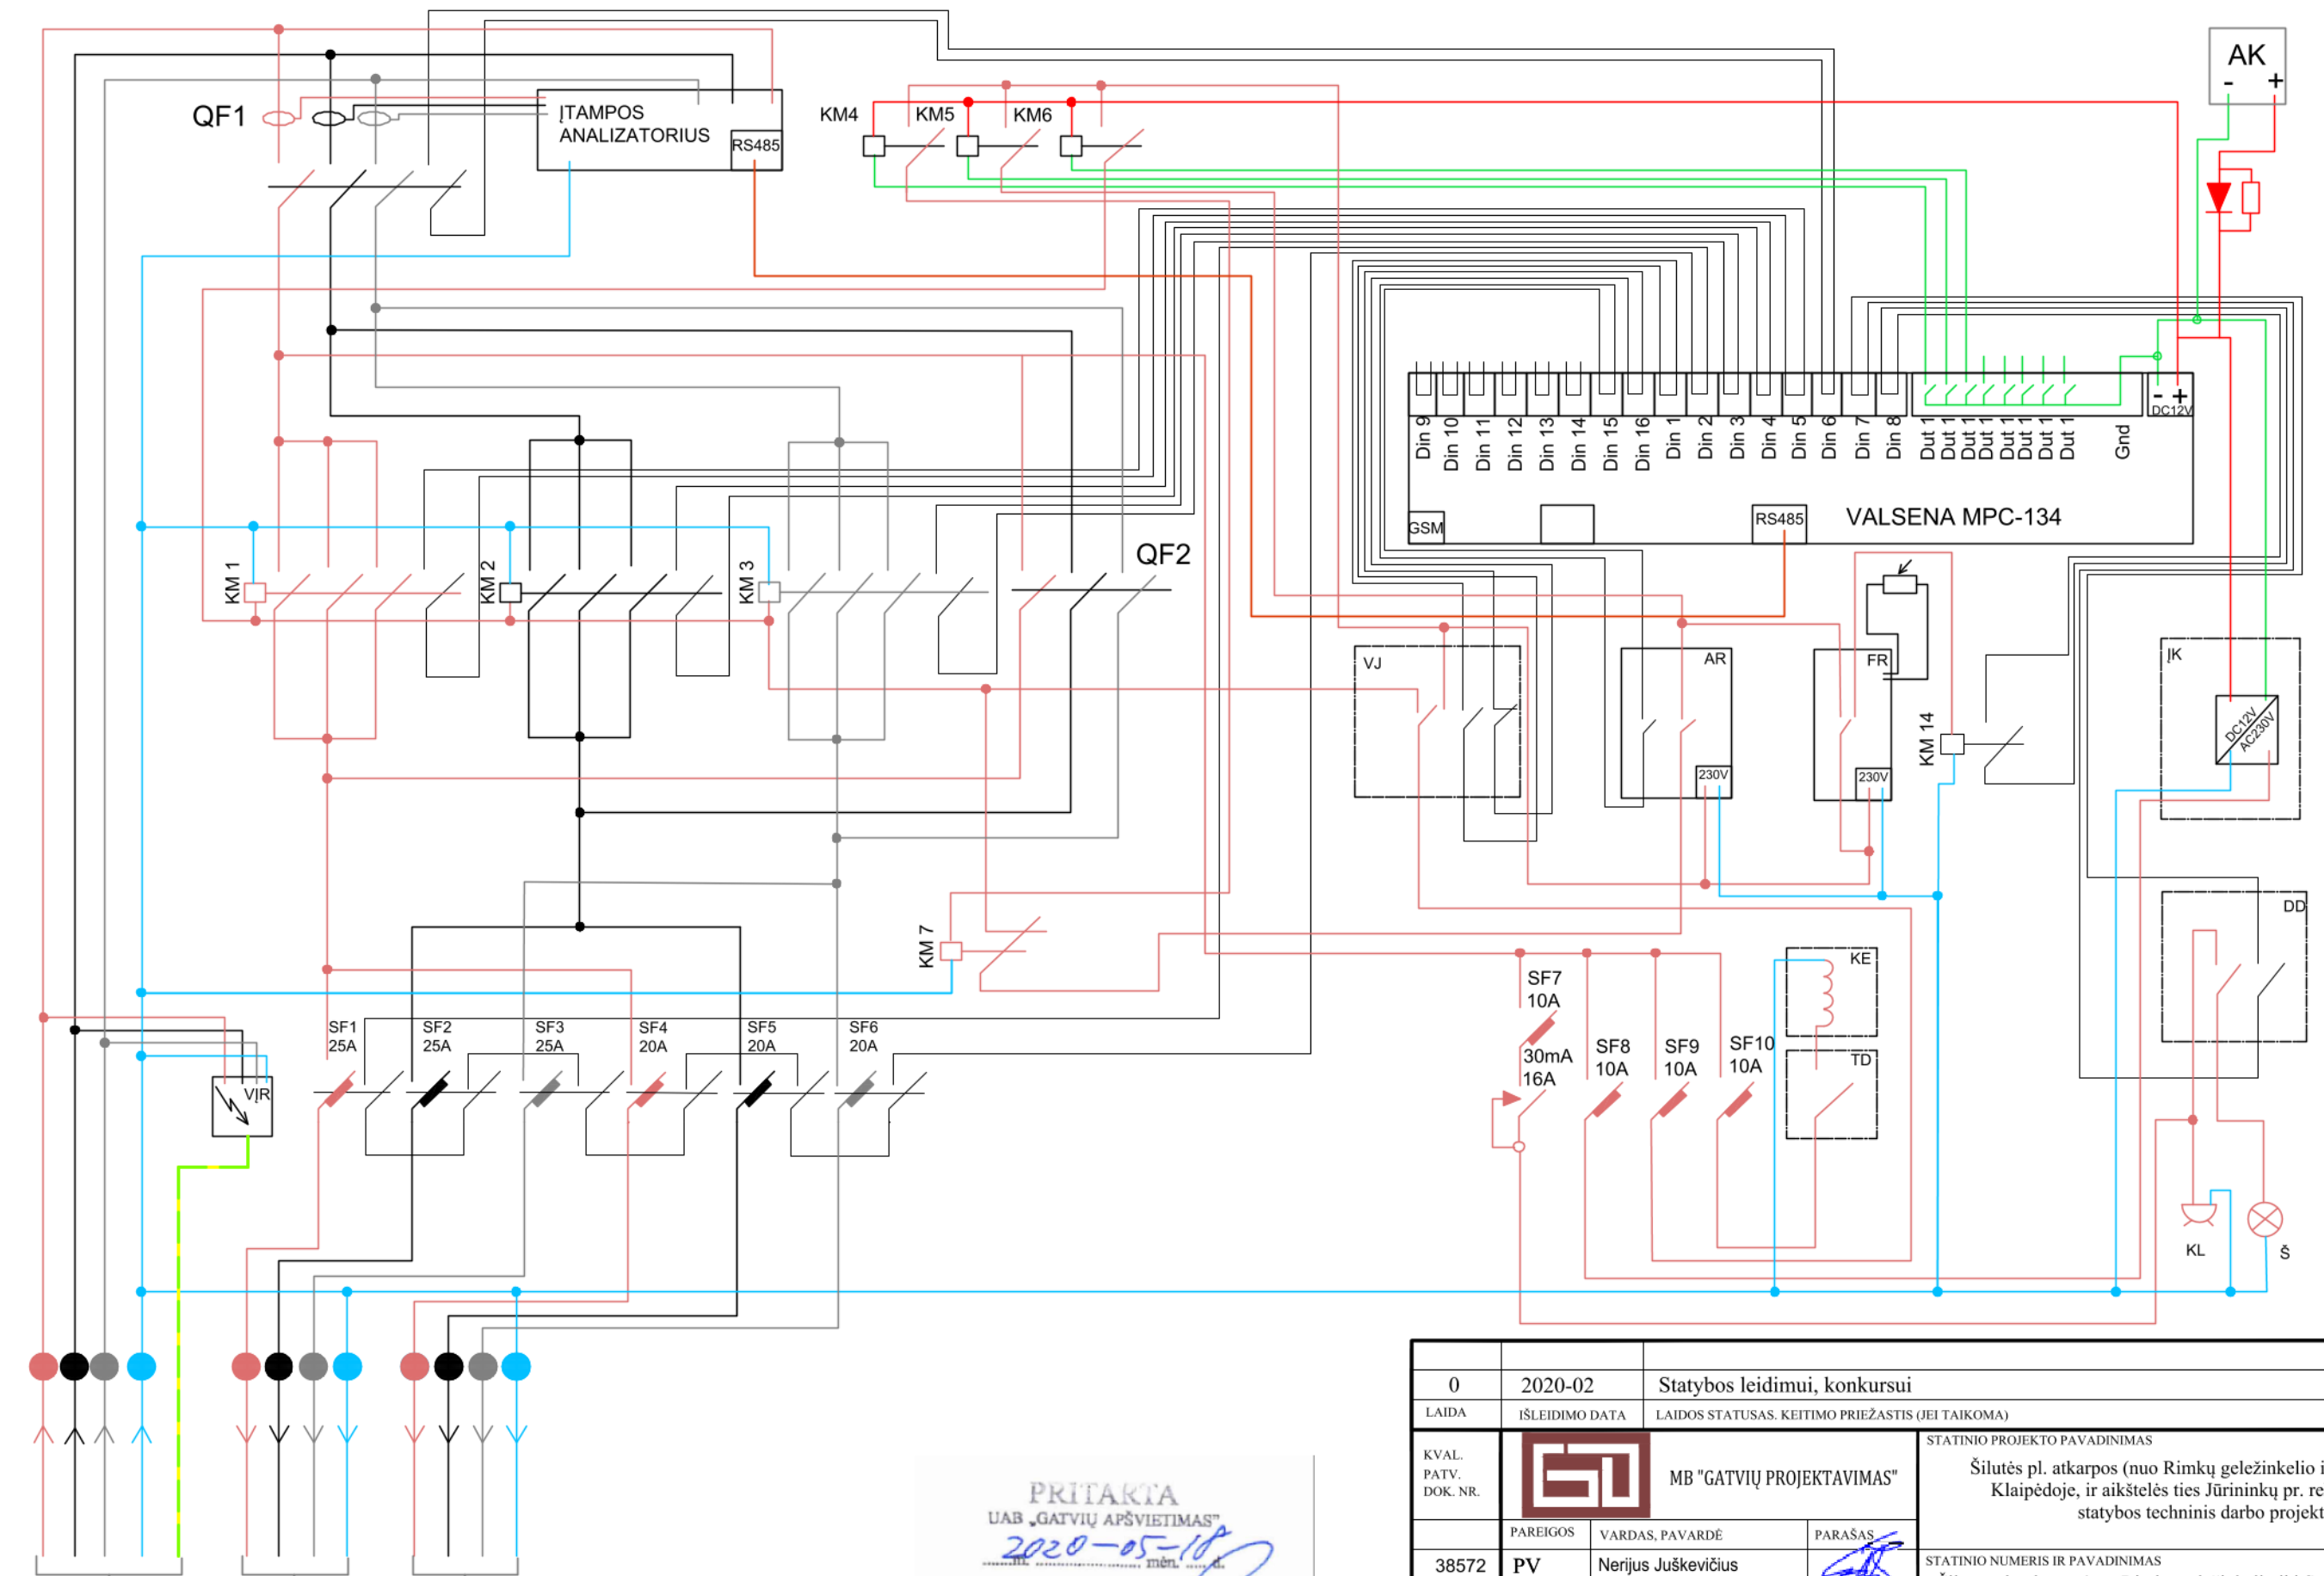 AK
- +
QF1
ĮTAMPOS
ANALIZATORIUS
RS485
KM4
KM5
KM6
Din 9
Din 10
Din 11
Din 12
Din 13
Din 14
Din 15
Din 16
Din 1
Din 2
Din 3
Din 4
Din 5
Din 6
Din 7
Din 8
Dut 1
Dut 1
Dut 1
Dut 1
Dut 1
Dut 1
Dut 1
Dut 1
Gnd
- +
DC12V
GSM
RS485
VALSENA MPC-134
QF2
KM 1
KM 2
KM 3
VJ
AR
230V
FR
230V
KM 14
ĮK
DC12V
AC230V
KM 7
DD
SF1
25A
SF2
25A
SF3
25A
SF4
20A
SF5
20A
SF6
20A
SF7
10A
30mA
16A
SF8
10A
SF9
10A
SF10
10A
KE
TD
VĮR
KL
Š
0 2020-02 Statybos leidimui, konkursui
LAIDA IŠLEIDIMO DATA LAIDOS STATUSAS. KEITIMO PRIEŽASTIS (JEI TAIKOMA)
KVAL.
PATV.
DOK. NR.
MB "GATVIŲ PROJEKTAVIMAS"
STATINIO PROJEKTO PAVADINIMAS
Šilutės pl. atkarpos (nuo Rimkų geležinkelio i
Klaipėdoje, ir aikštelės ties Jūrininkų pr. re
statybos techninis darbo projekt
PAREIGOS VARDAS, PAVARDĖ PARAŠAS
38572 PV Nerijus Juškevičius
STATINIO NUMERIS IR PAVADINIMAS
PRITARTA
UAB „GATVIŲ APŠVIETIMAS"
2020-05-18
m. mėn. d.